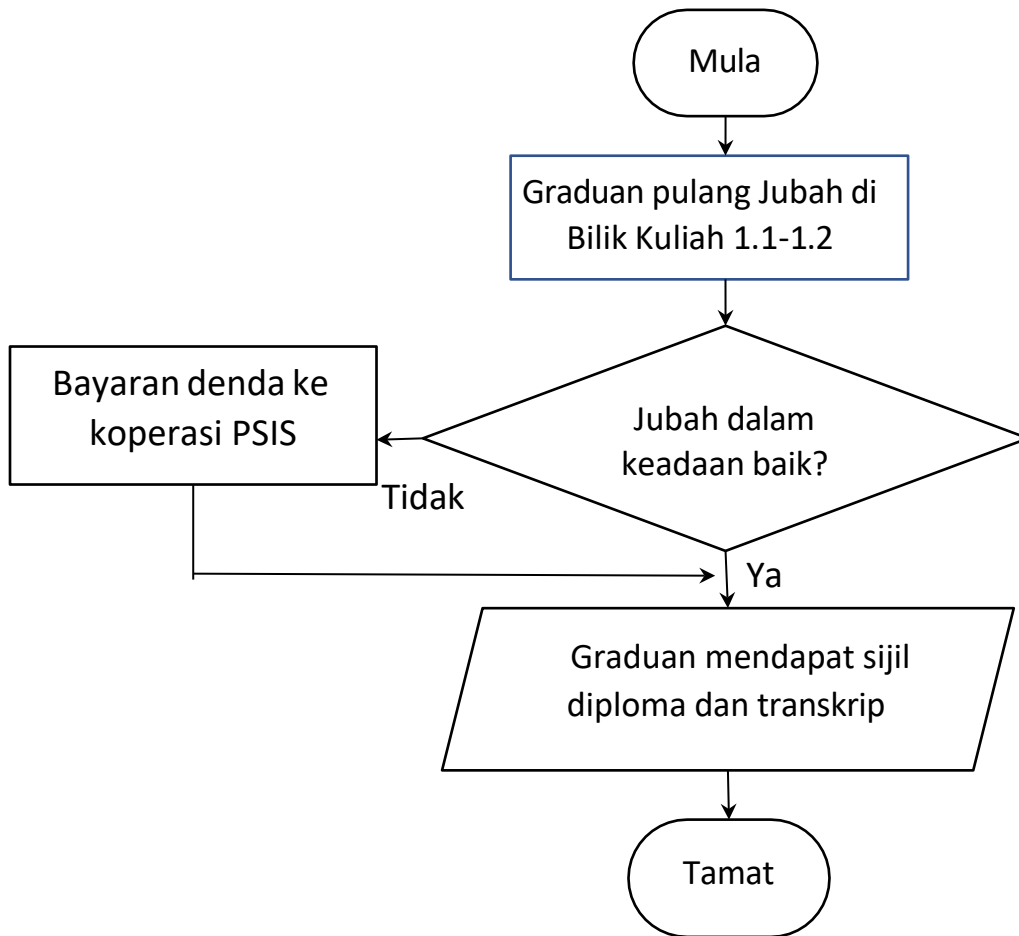 Mula
Graduan pulang Jubah di
Bilik Kuliah 1.1-1.2
Jubah dalam
keadaan baik?
Bayaran denda ke
koperasi PSIS
Tidak
Ya
Graduan mendapat sijil
diploma dan transkrip
Tamat